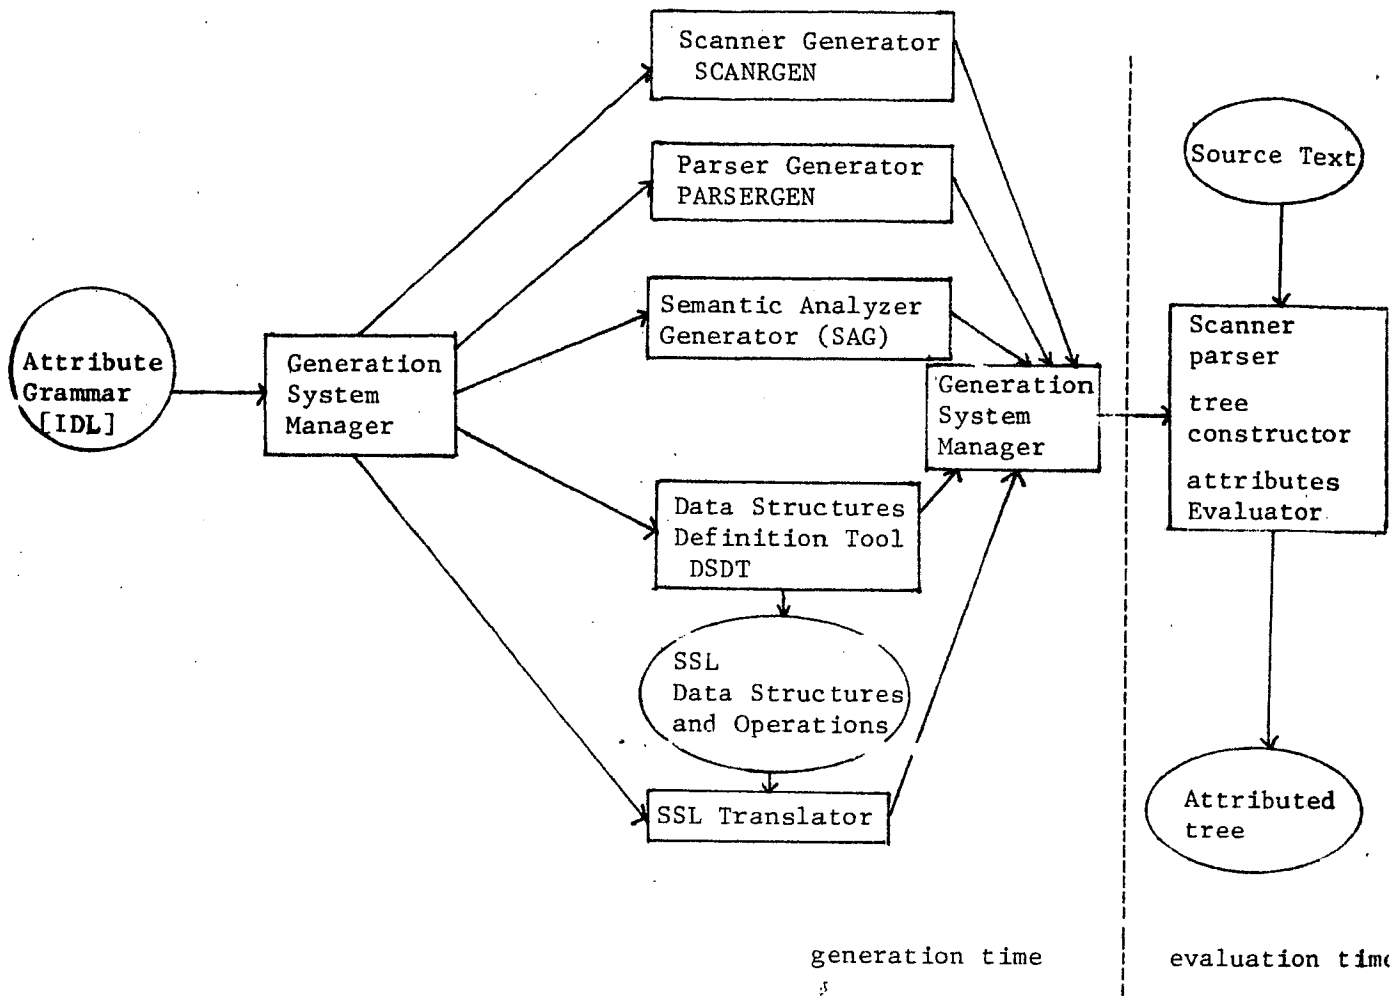 Scanner Generator
SCANRGEN
Parser Generator
PARSERGEN
Source Text
Semantic Analyzer
Generator (SAG)
Attribute
Grammar
[IDL]
Generation
System
Manager
Generation
System
Manager
Scanner
parser
tree
constructor
attributes
Evaluator
Data Structures
Definition Tool
DSDT
SSL
Data Structures
and Operations
SSL Translator
Attributed
tree
generation time
evaluation time